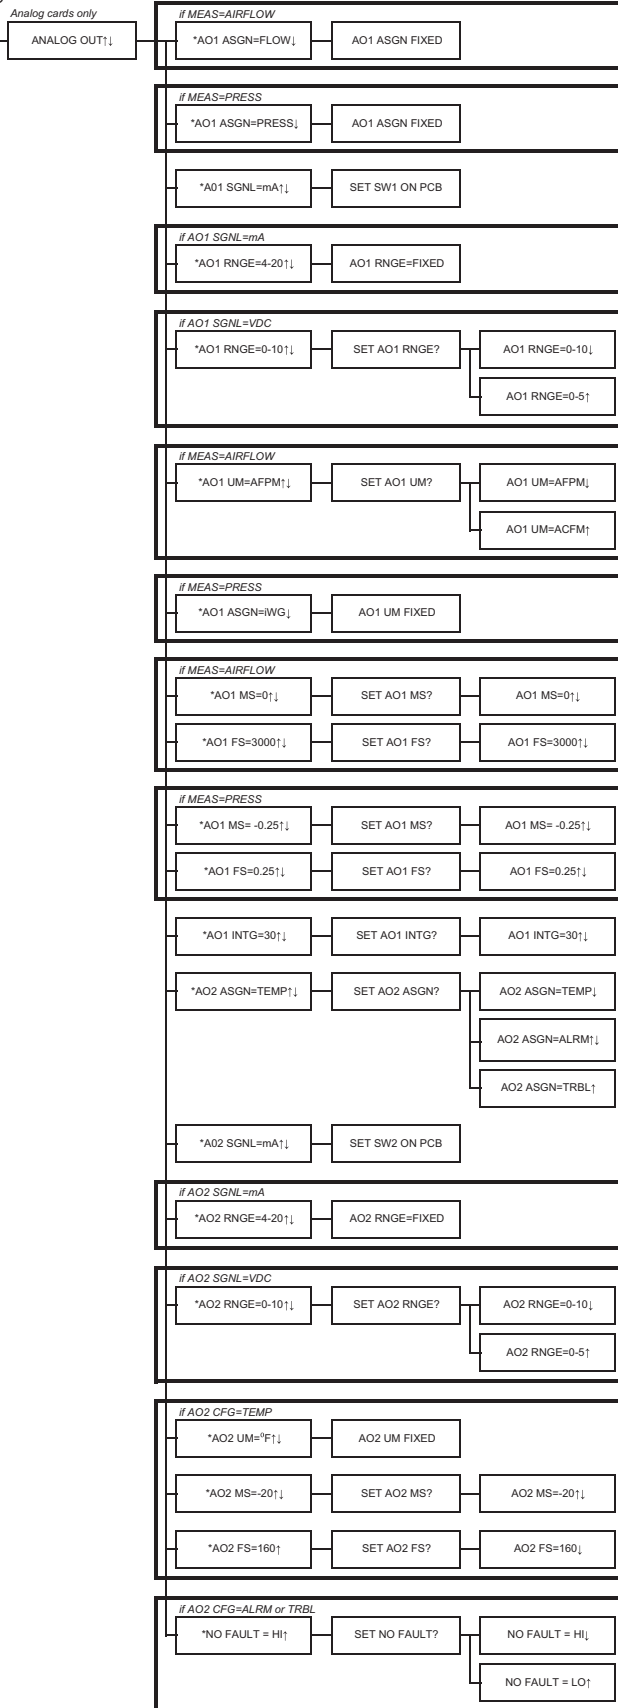 Analog cards only
ANALOG OUT↑↓
if MEAS=AIRFLOW
*AO1 ASGN=FLOW↓ AO1 ASGN FIXED
if MEAS=PRESS
*AO1 ASGN=PRESS↓ AO1 ASGN FIXED
*A01 SGNL=mA↑↓ SET SW1 ON PCB
if AO1 SGNL=mA
*AO1 RNGE=4-20↑↓ AO1 RNGE=FIXED
if AO1 SGNL=VDC
*AO1 RNGE=0-10↑↓ SET AO1 RNGE? AO1 RNGE=0-10↓
AO1 RNGE=0-5↑
if MEAS=AIRFLOW
*AO1 UM=AFPM↑↓ SET AO1 UM? AO1 UM=AFPM↓
AO1 UM=ACFM↑
if MEAS=PRESS
*AO1 ASGN=iWG↓ AO1 UM FIXED
if MEAS=AIRFLOW
*AO1 MS=0↑↓ SET AO1 MS? AO1 MS=0↑↓
*AO1 FS=3000↑↓ SET AO1 FS? AO1 FS=3000↑↓
if MEAS=PRESS
*AO1 MS= -0.25↑↓ SET AO1 MS? AO1 MS= -0.25↑↓
*AO1 FS=0.25↑↓ SET AO1 FS? AO1 FS=0.25↑↓
*AO1 INTG=30↑↓ SET AO1 INTG? AO1 INTG=30↑↓
*AO2 ASGN=TEMP↑↓ SET AO2 ASGN? AO2 ASGN=TEMP↓
AO2 ASGN=ALRM↑↓
AO2 ASGN=TRBL↑
*A02 SGNL=mA↑↓ SET SW2 ON PCB
if AO2 SGNL=mA
*AO2 RNGE=4-20↑↓ AO2 RNGE=FIXED
if AO2 SGNL=VDC
*AO2 RNGE=0-10↑↓ SET AO2 RNGE? AO2 RNGE=0-10↓
AO2 RNGE=0-5↑
if AO2 CFG=TEMP
*AO2 UM=⁰F↑↓ AO2 UM FIXED
*AO2 MS=-20↑↓ SET AO2 MS? AO2 MS=-20↑↓
*AO2 FS=160↑ SET AO2 FS? AO2 FS=160↓
if AO2 CFG=ALRM or TRBL
*NO FAULT = HI↑ SET NO FAULT? NO FAULT = HI↓
NO FAULT = LO↑